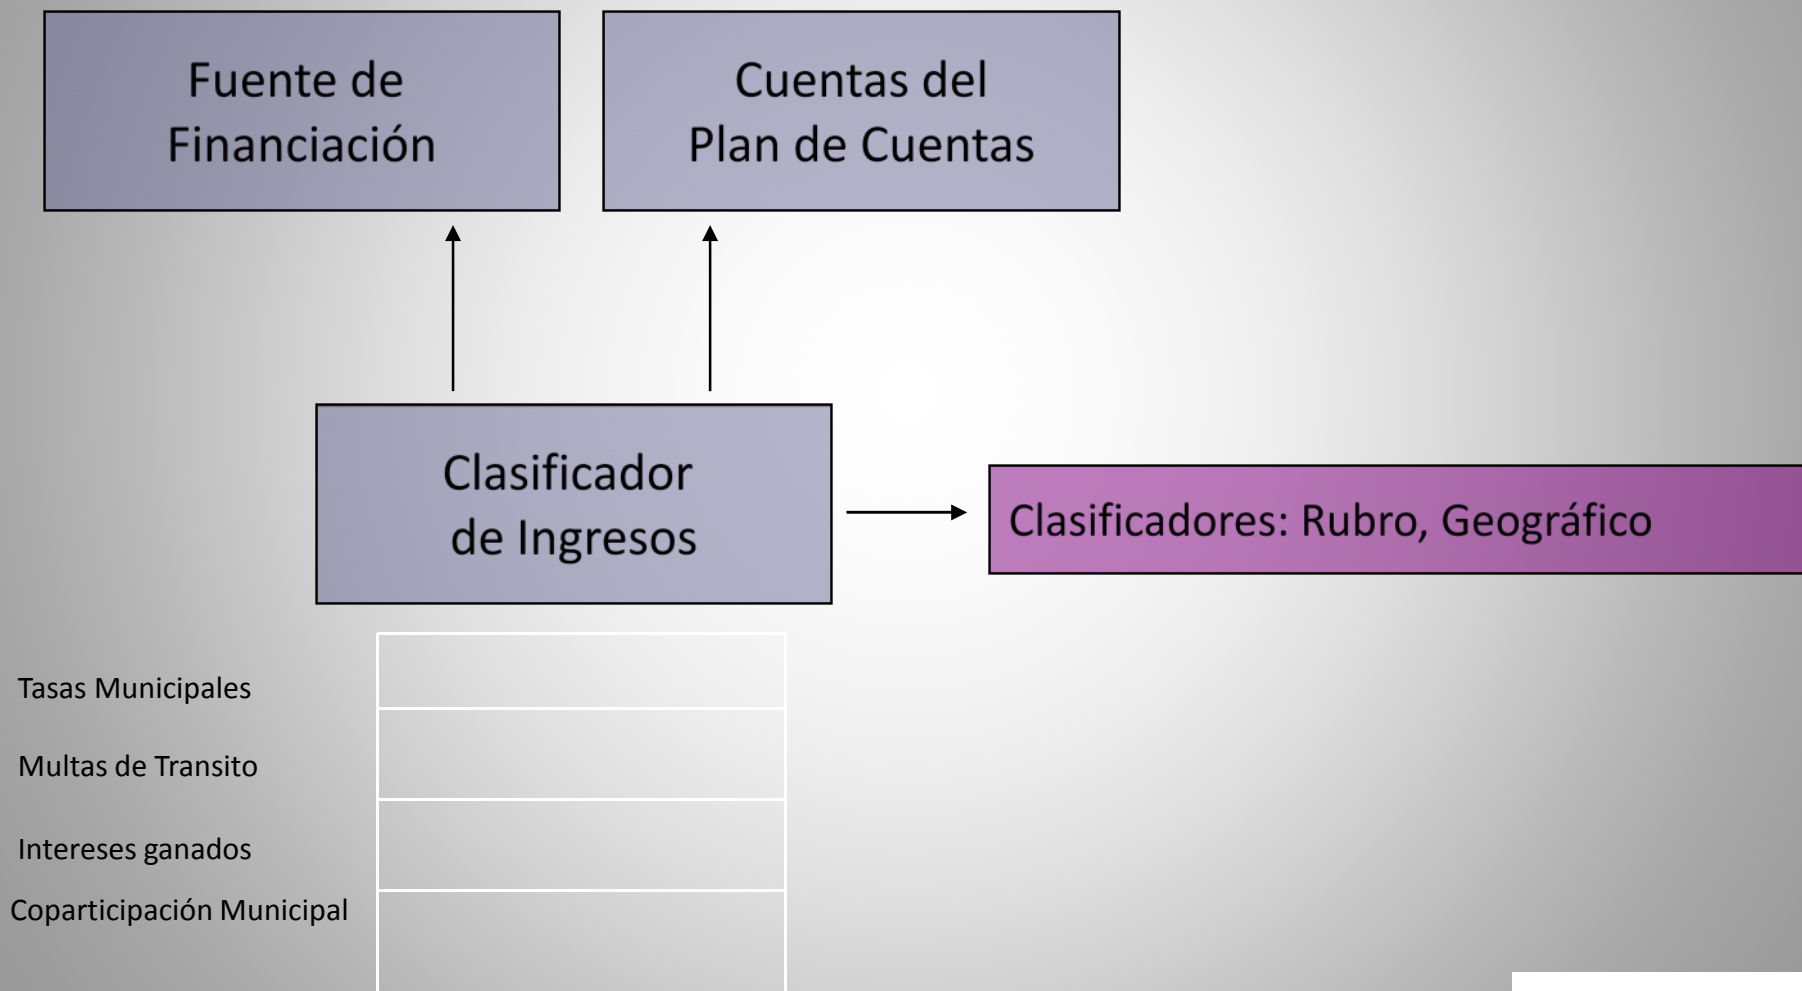 Fuente de
Financiación
Cuentas del
Plan de Cuentas
Clasificador
de Ingresos
Clasificadores: Rubro, Geográfico
Tasas Municipales
Multas de Transito
Intereses ganados
Coparticipación Municipal